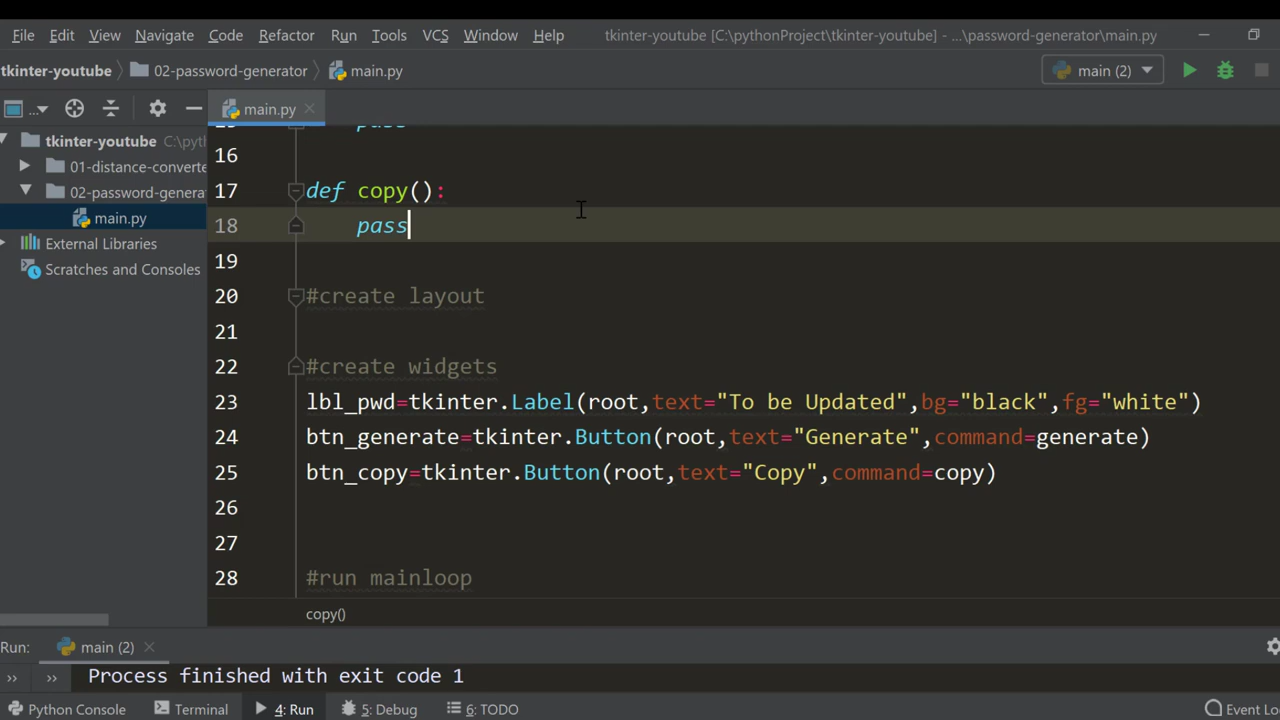 File Edit View Navigate Code Refactor Run Tools VCS Window Help tkinter-youtube [C:\pythonProject\tkinter-youtube] - ...\password-generator\main.py
tkinter-youtube 02-password-generator main.py main (2)
... main.py
tkinter-youtube C:\pyth
01-distance-converte
02-password-genera
main.py
External Libraries
Scratches and Consoles
15 pass
16
17 def copy():
18 pass
19
20 #create layout
21
22 #create widgets
23 lbl_pwd=tkinter.Label(root,text="To be Updated",bg="black",fg="white")
24 btn_generate=tkinter.Button(root,text="Generate",command=generate)
25 btn_copy=tkinter.Button(root,text="Copy",command=copy)
26
27
28 #run mainloop
copy()
Run: main (2)
>> >> Process finished with exit code 1
Python Console Terminal 4: Run 5: Debug 6: TODO Event Lo